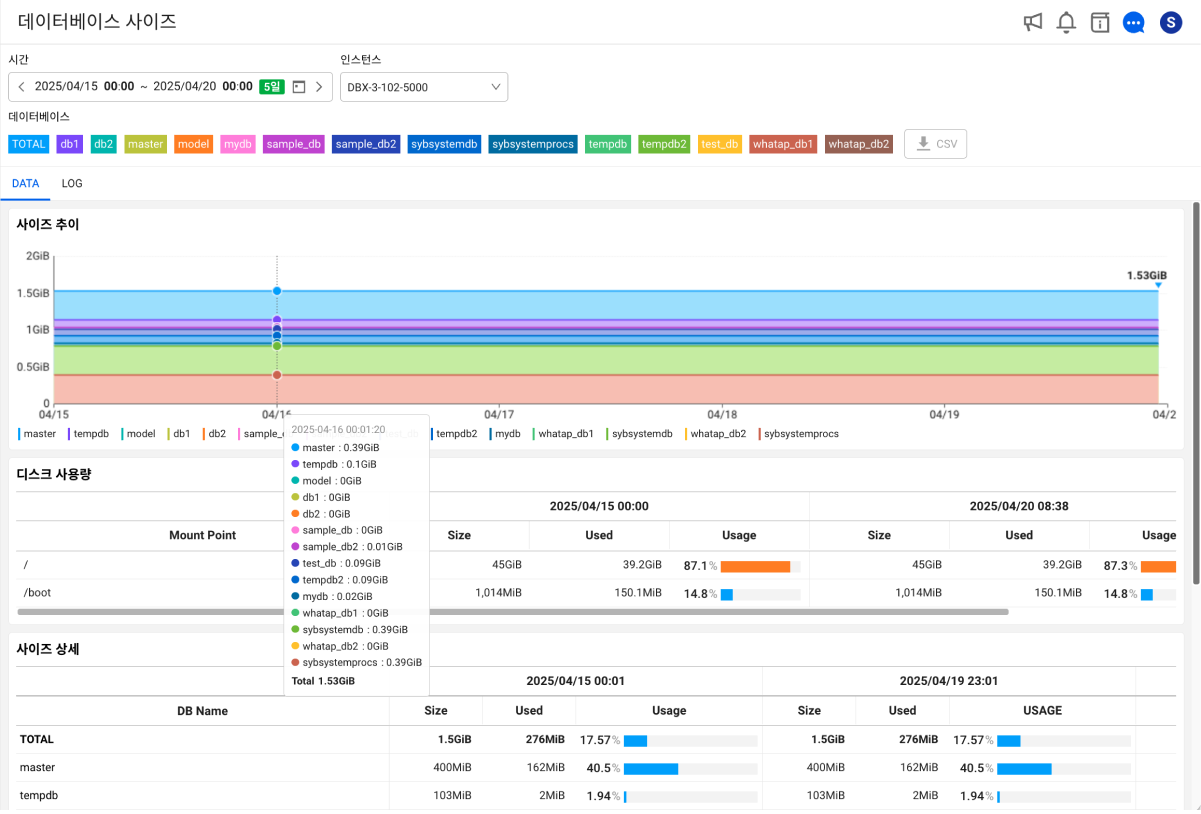 데이터베이스 사이즈
S
시간
인스턴스
2025/04/15 00:00 ~ 2025/04/20 00:00 5일
DBX-3-102-5000
데이터베이스
TOTAL db1 db2 master model mydb sample_db sample_db2 sybsystemdb sybsystemprocs tempdb tempdb2 test_db whatap_db1 whatap_db2 CSV
DATA LOG
사이즈 추이
2GiB
1.53GiB
1.5GiB
1GiB
0.5GiB
0
04/15 04/16 04/17 04/18 04/19 04/2
master tempdb model db1 db2 sample_ tempdb2 mydb whatap_db1 sybsystemdb whatap_db2 sybsystemprocs
2025-04-16 00:01:20
master : 0.39GiB
tempdb : 0.1GiB
model : 0GiB
db1 : 0GiB
db2 : 0GiB
sample_db : 0GiB
sample_db2 : 0.01GiB
test_db : 0.09GiB
tempdb2 : 0.09GiB
mydb : 0.02GiB
whatap_db1 : 0GiB
sybsystemdb : 0.39GiB
whatap_db2 : 0GiB
sybsystemprocs : 0.39GiB
Total 1.53GiB
디스크 사용량
2025/04/15 00:00 2025/04/20 08:38
Mount Point Size Used Usage Size Used Usage
/ 45GiB 39.2GiB 87.1% 45GiB 39.2GiB 87.3%
/boot 1,014MiB 150.1MiB 14.8% 1,014MiB 150.1MiB 14.8%
사이즈 상세
2025/04/15 00:01 2025/04/19 23:01
DB Name Size Used Usage Size Used USAGE
TOTAL 1.5GiB 276MiB 17.57% 1.5GiB 276MiB 17.57%
master 400MiB 162MiB 40.5% 400MiB 162MiB 40.5%
tempdb 103MiB 2MiB 1.94% 103MiB 2MiB 1.94%